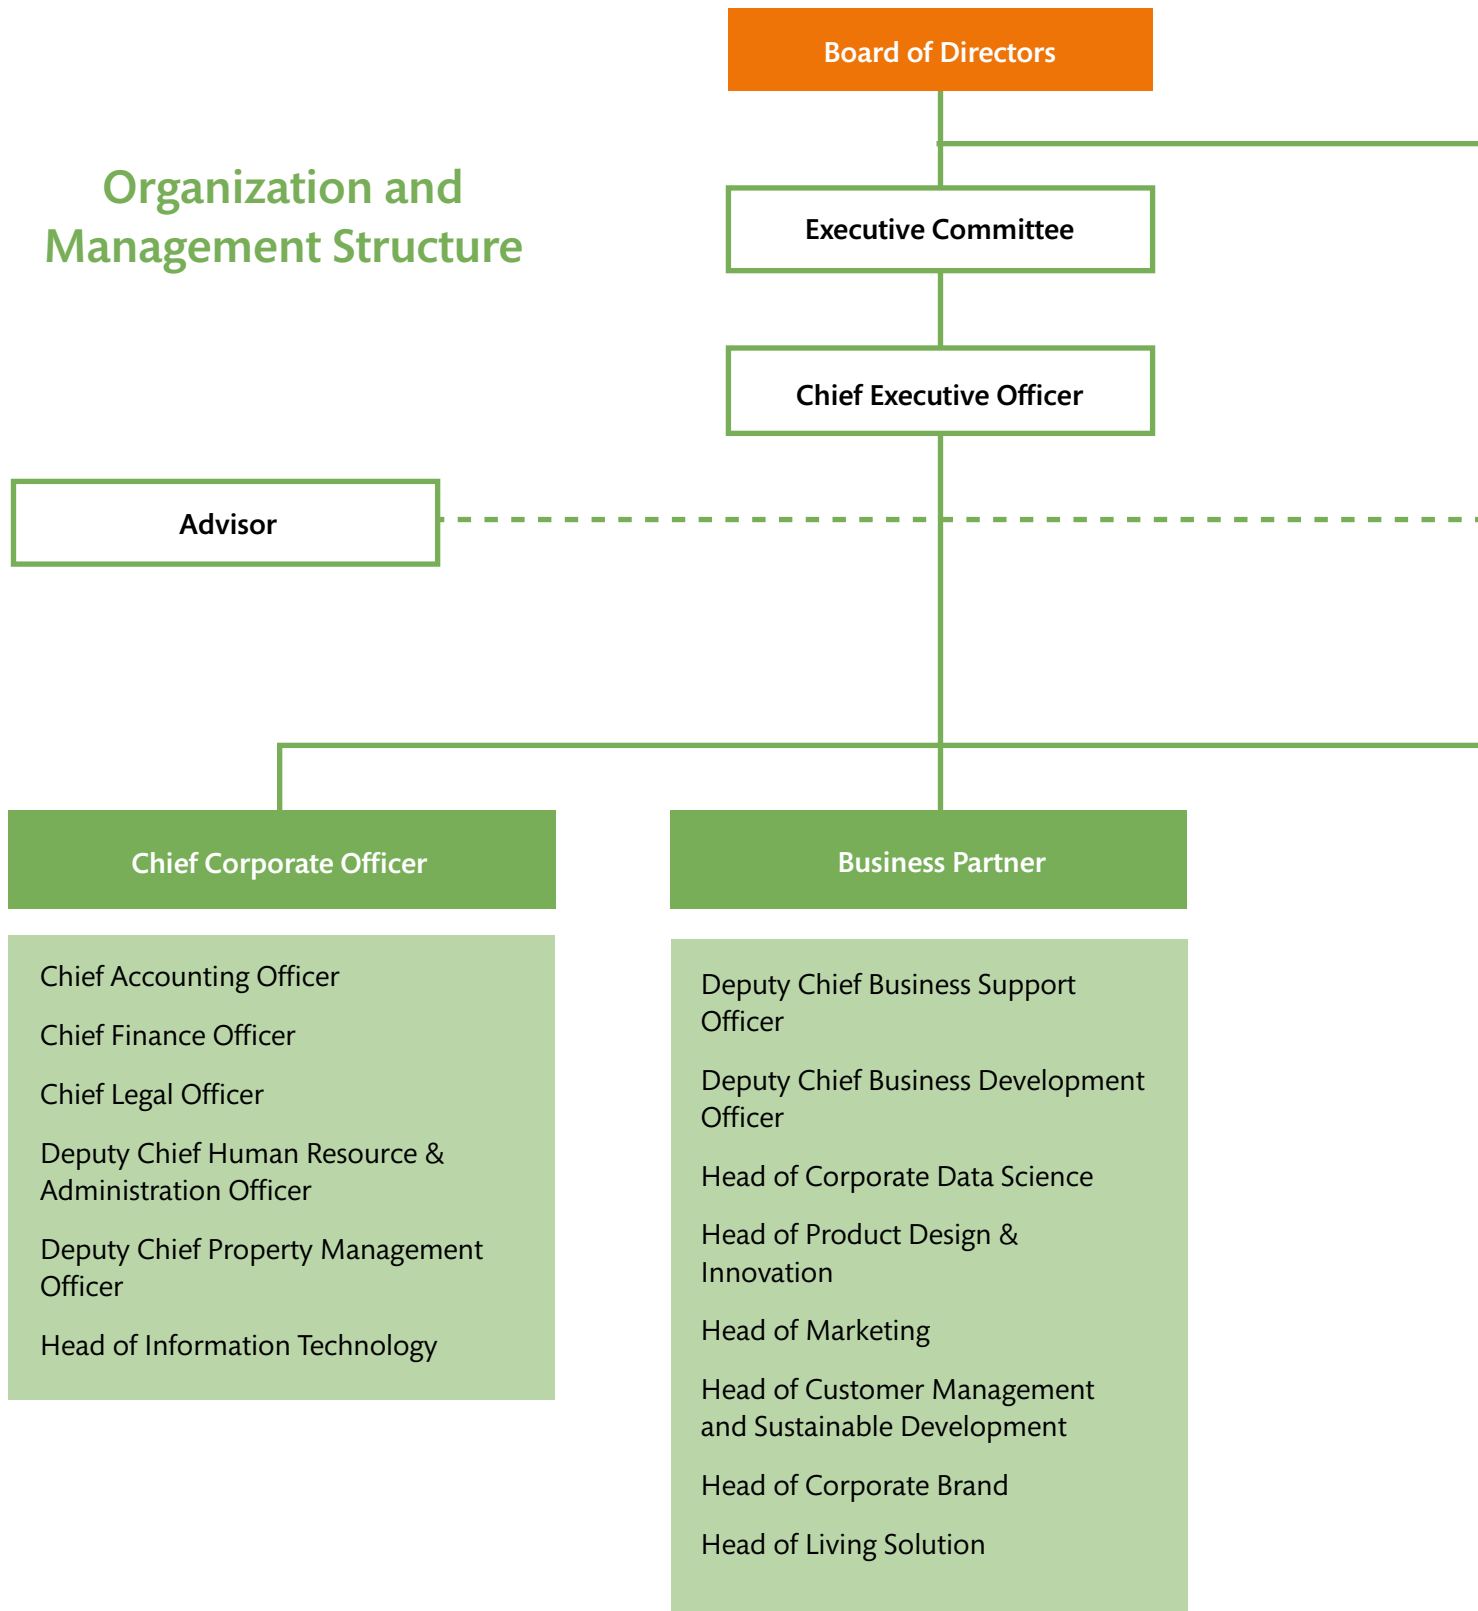 Board of Directors
Organization and
Management Structure
Executive Committee
Chief Executive Officer
Advisor
Chief Corporate Officer
Chief Accounting Officer
Chief Finance Officer
Chief Legal Officer
Deputy Chief Human Resource &
Administration Officer
Deputy Chief Property Management
Officer
Head of Information Technology
Business Partner
Deputy Chief Business Support
Officer
Deputy Chief Business Development
Officer
Head of Corporate Data Science
Head of Product Design &
Innovation
Head of Marketing
Head of Customer Management
and Sustainable Development
Head of Corporate Brand
Head of Living Solution